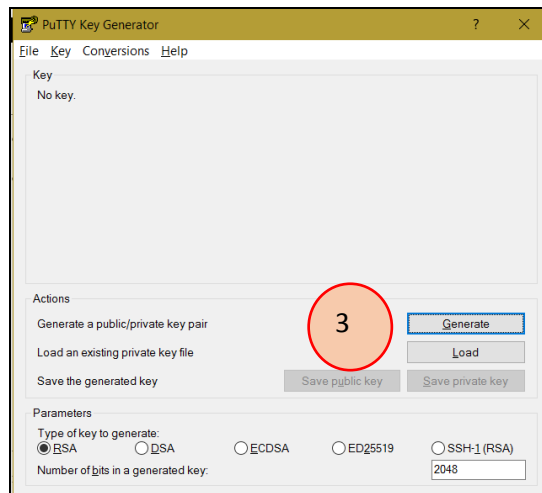 PuTTY Key Generator ? ×
File Key Conversions Help
Key
No key.
Actions
Generate a public/private key pair 3 Generate
Load an existing private key file Load
Save the generated key Save public key Save private key
Parameters
Type of key to generate:
RSA DSA ECDSA ED25519 SSH-1 (RSA)
Number of bits in a generated key: 2048